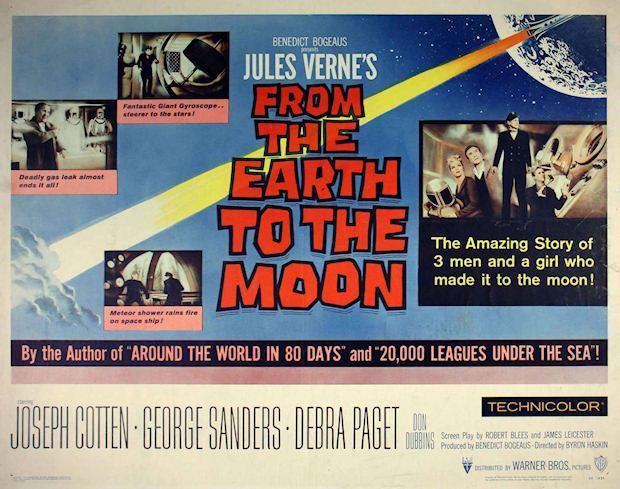 BENEDICT BOGEAUS
presents
JULES VERNE'S
FROM
THE
EARTH
TO THE
MOON
Fantastic Giant Gyroscope..
steerer to the stars!
Deadly gas leak almost
ends it all!
Meteor shower rains fire
on space ship!
The Amazing Story of
3 men and a girl who
made it to the moon!
By the Author of "AROUND THE WORLD IN 80 DAYS" and "20,000 LEAGUES UNDER THE SEA"!
starring
JOSEPH COTTEN · GEORGE SANDERS · DEBRA PAGET
DON
DUBBINS
TECHNICOLOR®
Screen Play by ROBERT BLEES and JAMES LEICESTER
Produced by BENEDICT BOGEAUS · Directed by BYRON HASKIN
DISTRIBUTED BY WARNER BROS. PICTURES